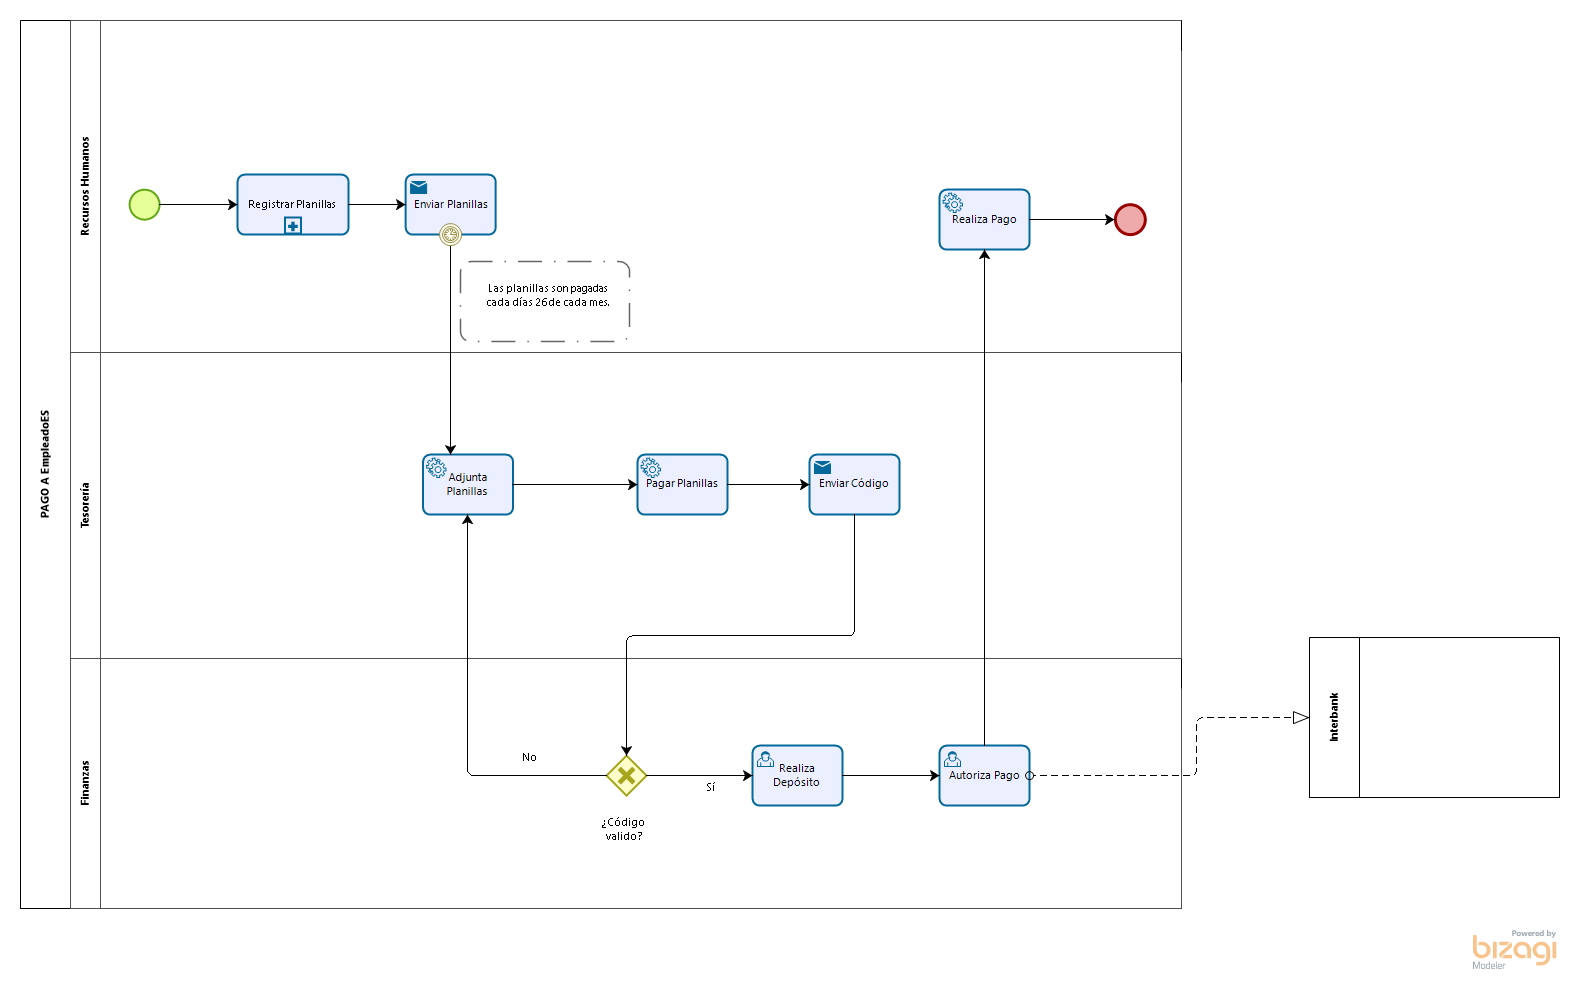 PAGO A EmpleadoES
Recursos Humanos
Registrar Planillas
Enviar Planillas
Las planillas son pagadas
cada días 26 de cada mes.
Realiza Pago
Tesorería
Adjunta
Planillas
Pagar Planillas
Enviar Código
Finanzas
No
¿Código
valido?
Sí
Realiza
Depósito
Autoriza Pago
Interbank
Powered by
bizagi
Modeler